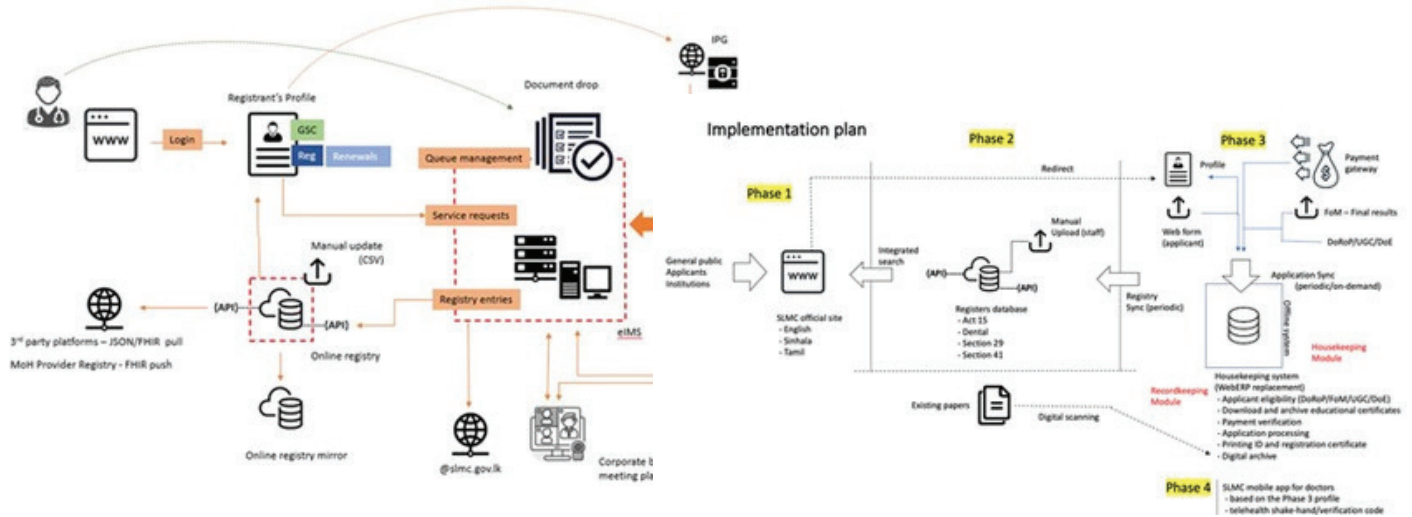 IPG
Document drop
Registrant's Profile
GSC
WWW
Login
Reg
Renewals
Queue management
Service requests
Manual update
(CSV)
Registry entries
(API)
(API)
eIMS
3rd party platforms – JSON/FHIR pull
Online registry
MoH Provider Registry - FHIR push
Online registry mirror
@slmc.gov.lk
Corporate b
meeting pla
Implementation plan
Phase 1
General public
Applicants
Institutions
WWW
SLMC official site
- English
- Sinhala
- Tamil
Phase 2
Redirect
Integrated
search
Manual
Upload (staff)
(API)
(API)
Registers database
- Act 15
- Dental
- Section 29
- Section 41
Registry
Sync (periodic)
Existing papers
Digital scanning
Phase 3
Profile
Payment
gateway
Web form
(applicant)
FoM – Final results
DoRoP/UGC/DoE
Application Sync
(periodic/on-demand)
Offline system
Housekeeping
Module
Recordkeeping
Module
Housekeeping system
(WebERP replacement)
- Applicant eligibility (DoRoP/FoM/UGC/DoE)
- Download and archive educational certificates
- Payment verification
- Application processing
- Printing ID and registration certificate
- Digital archive
Phase 4
SLMC mobile app for doctors
- based on the Phase 3 profile
- telehealth shake-hand/verification code